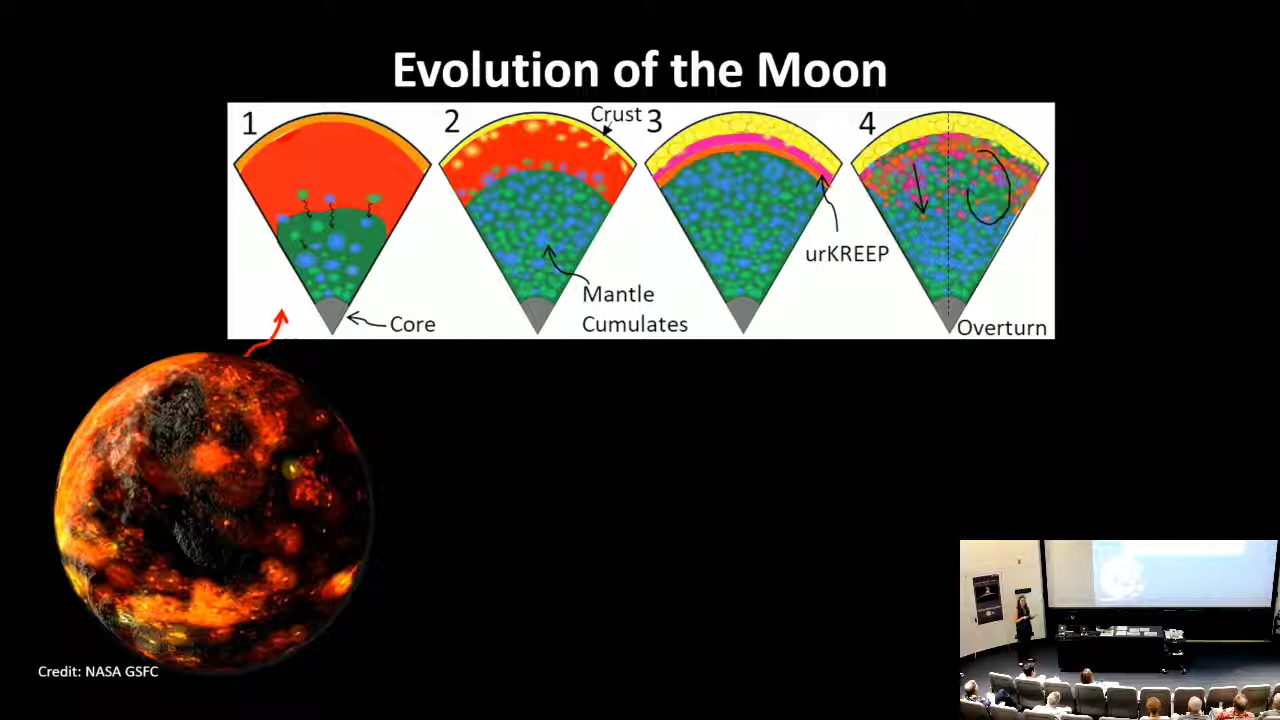 Evolution of the Moon
1
2
Crust
3
4
urKREEP
Mantle
Cumulates
Core
Overturn
Credit: NASA GSFC